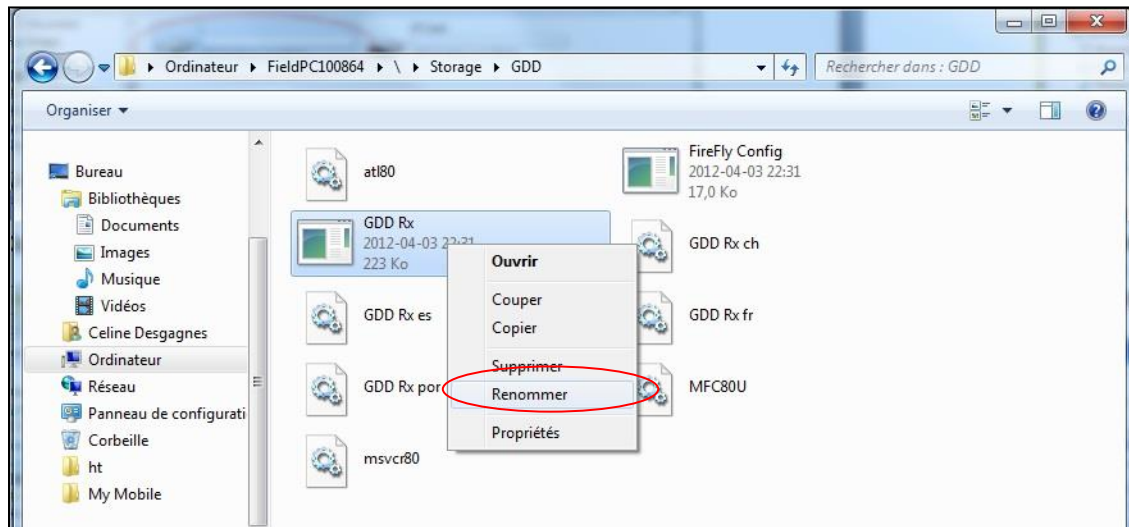 Ordinateur FieldPC100864 \ Storage GDD
Rechercher dans : GDD
Organiser
Bureau
Bibliothèques
Documents
Images
Musique
Vidéos
Celine Desgagnes
Ordinateur
Réseau
Panneau de configurati
Corbeille
ht
My Mobile
atl80
FireFly Config
2012-04-03 22:31
17,0 Ko
GDD Rx
2012-04-03 22:31
223 Ko
GDD Rx ch
GDD Rx es
GDD Rx fr
GDD Rx por
MFC80U
msvcr80
Ouvrir
Couper
Copier
Supprimer
Renommer
Propriétés